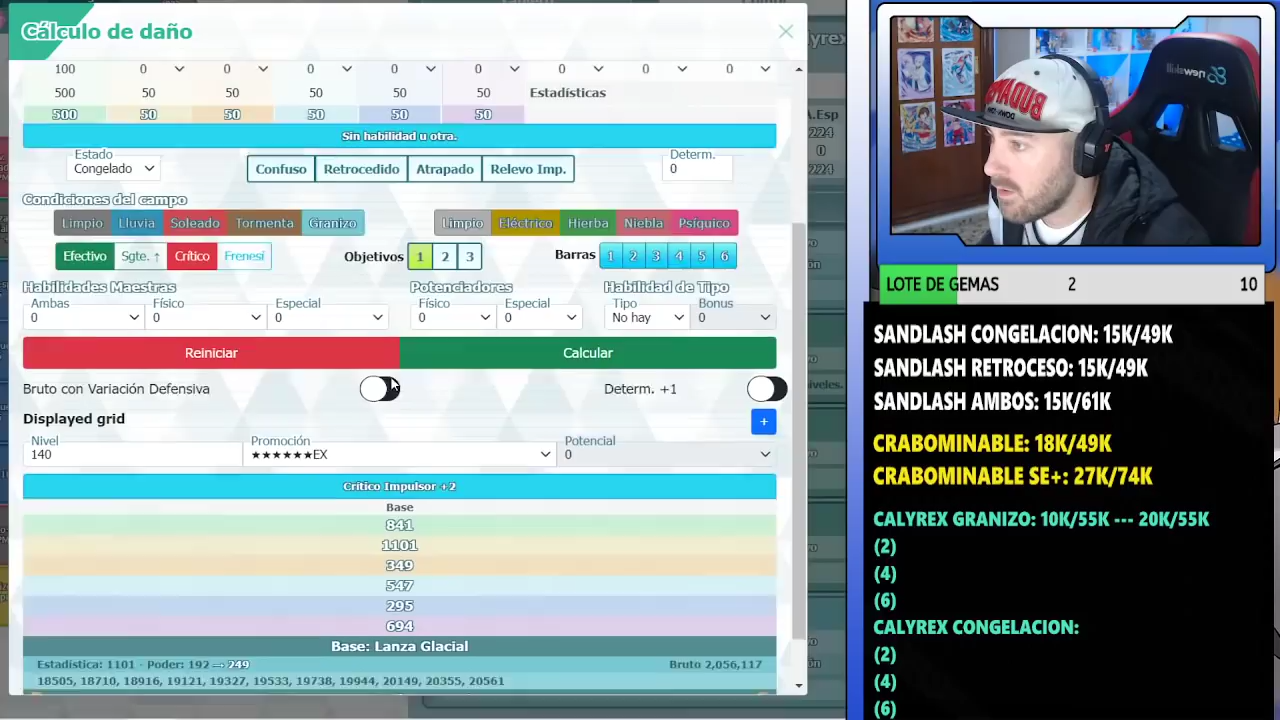 Cálculo de daño
100 0 0 0 0 0 0 0 0
500 50 50 50 50 50 Estadísticas
500 50 50 50 50 50
Sin habilidad u otra.
Estado
Congelado
Confuso Retrocedido Atrapado Relevo Imp.
Determ.
0
Condiciones del campo
Limpio Lluvia Soleado Tormenta Granizo
Limpio Eléctrico Hierba Niebla Psíquico
Efectivo Sgte. ↑ Crítico Frenesí
Objetivos 1 2 3
Barras 1 2 3 4 5 6
Habilidades Maestras Potenciadores Habilidad de Tipo
Ambas Físico Especial Físico Especial Tipo Bonus
0 0 0 0 0 No hay 0
Reiniciar Calcular
Bruto con Variación Defensiva
Determ. +1
Displayed grid
+
Nivel Promoción Potencial
140 ★★★★★★EX 0
Crítico Impulsor +2
Base
841
1101
349
547
295
694
Base: Lanza Glacial
Estadística: 1101 · Poder: 192 → 249 Bruto 2,056,117
18505, 18710, 18916, 19121, 19327, 19533, 19738, 19944, 20149, 20355, 20561
yrex
.Esp
224
0
224
niveles.
newskill
LOTE DE GEMAS 2 10
SANDLASH CONGELACION: 15K/49K
SANDLASH RETROCESO: 15K/49K
SANDLASH AMBOS: 15K/61K
CRABOMINABLE: 18K/49K
CRABOMINABLE SE+: 27K/74K
CALYREX GRANIZO: 10K/55K --- 20K/55K
(2)
(4)
(6)
CALYREX CONGELACION:
(2)
(4)
(6)